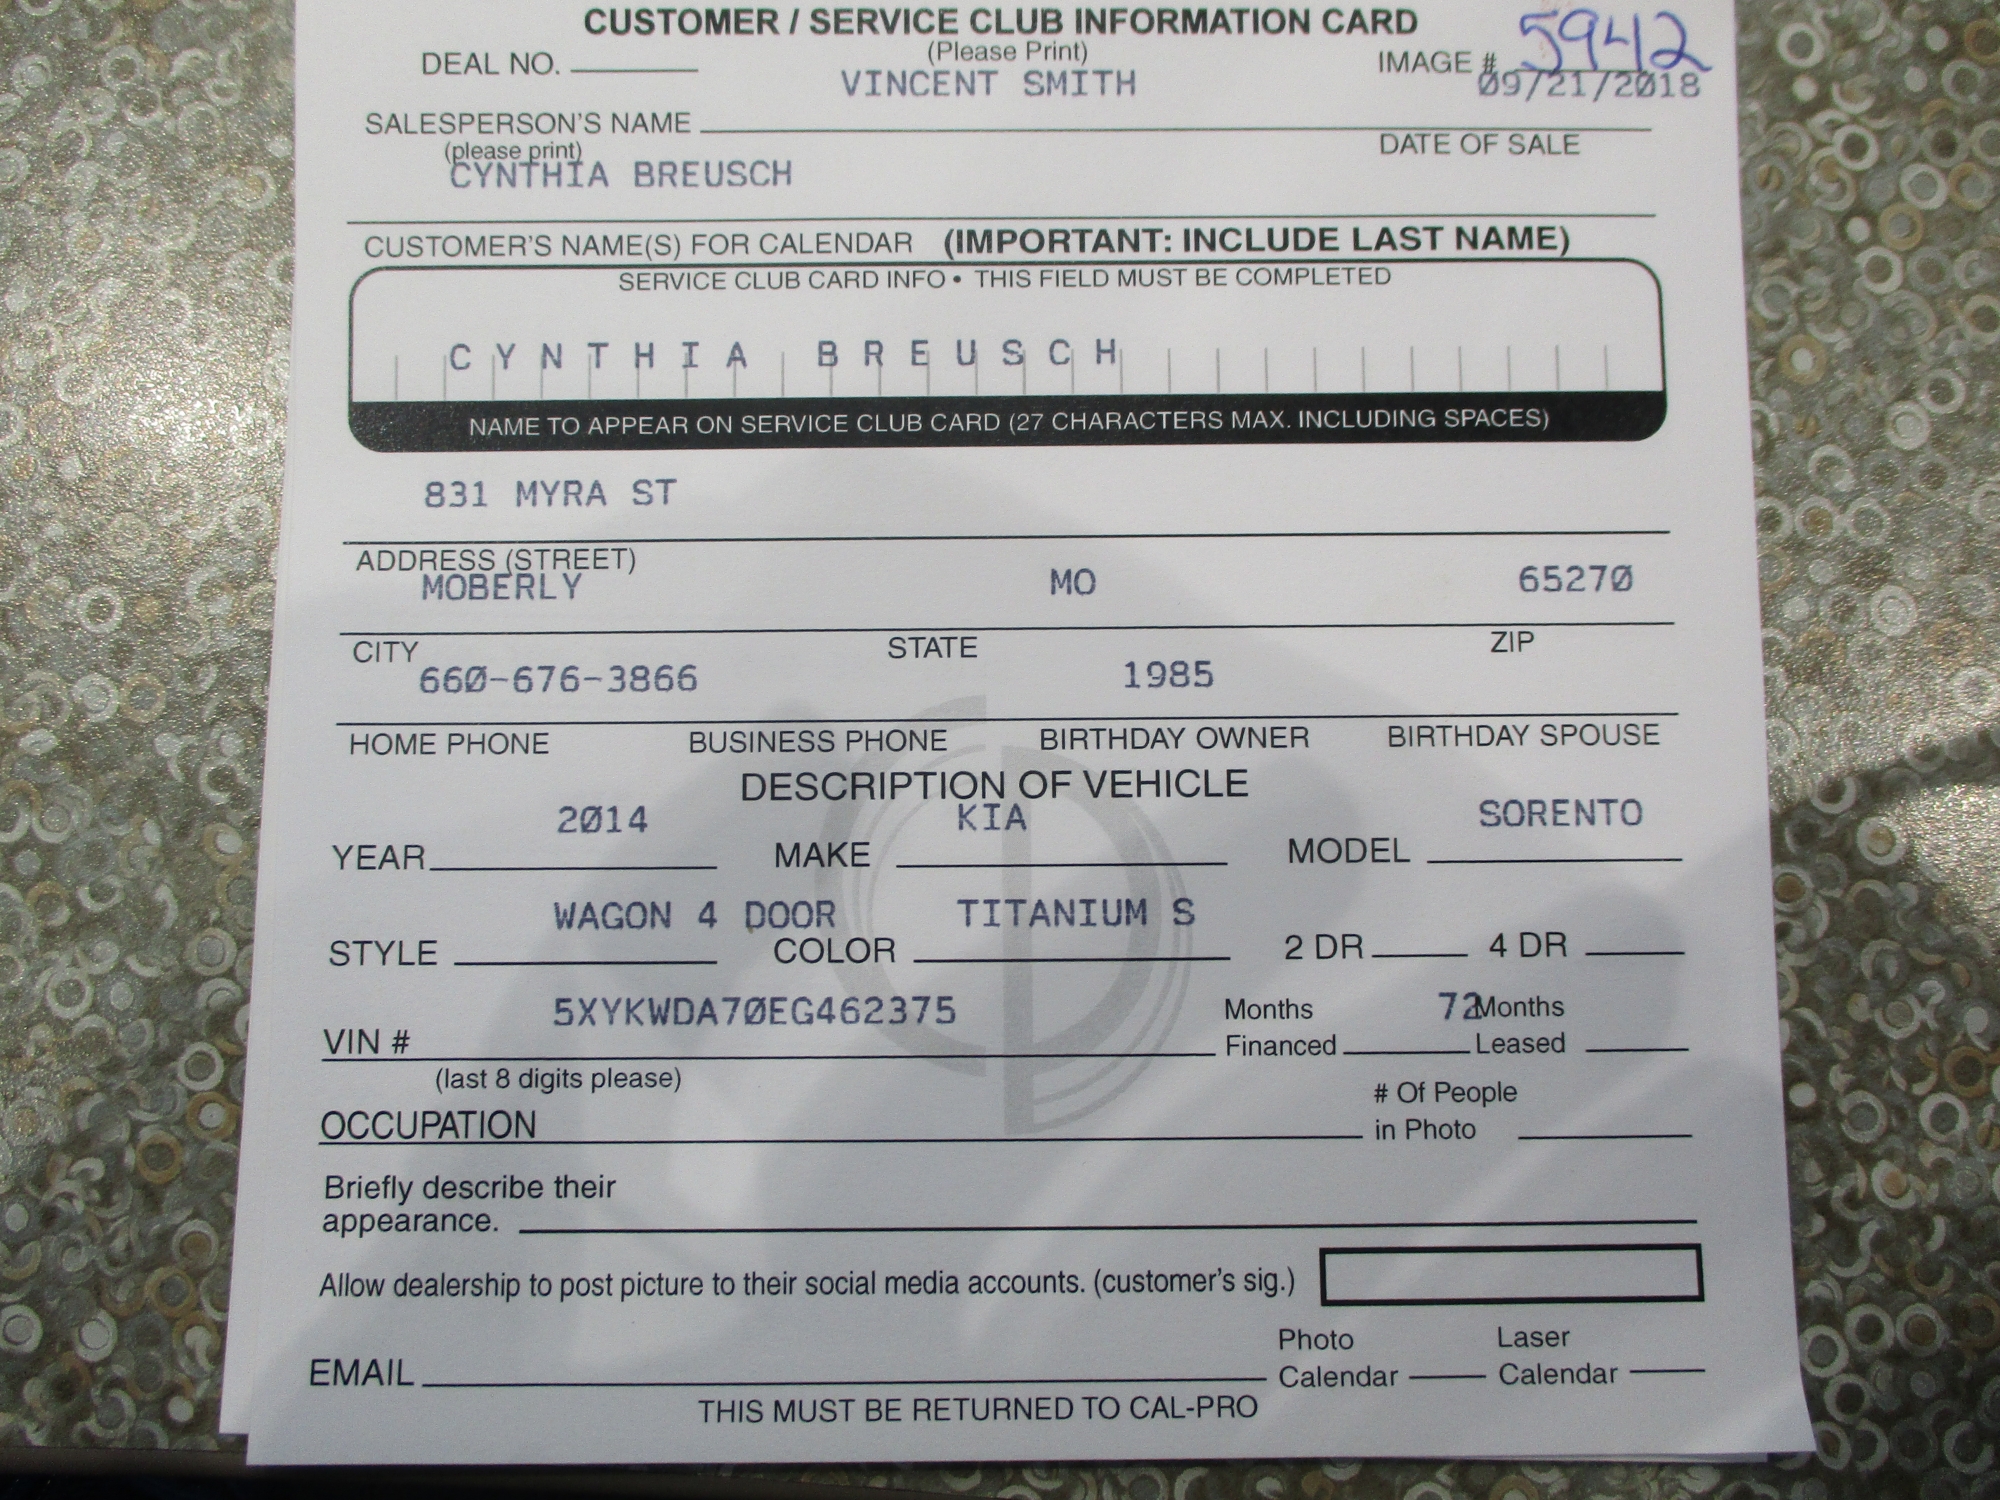 CUSTOMER / SERVICE CLUB INFORMATION CARD
(Please Print)
DEAL NO.
IMAGE # 5942
VINCENT SMITH
09/21/2018
SALESPERSON'S NAME
(please print)
DATE OF SALE
CYNTHIA BREUSCH
CUSTOMER'S NAME(S) FOR CALENDAR (IMPORTANT: INCLUDE LAST NAME)
SERVICE CLUB CARD INFO • THIS FIELD MUST BE COMPLETED
CYNTHIA BREUSCH
NAME TO APPEAR ON SERVICE CLUB CARD (27 CHARACTERS MAX. INCLUDING SPACES)
831 MYRA ST
ADDRESS (STREET)
MOBERLY MO 65270
CITY STATE ZIP
660-676-3866 1985
HOME PHONE BUSINESS PHONE BIRTHDAY OWNER BIRTHDAY SPOUSE
DESCRIPTION OF VEHICLE
2014 KIA SORENTO
YEAR MAKE MODEL
WAGON 4 DOOR TITANIUM S
STYLE COLOR 2 DR 4 DR
5XYKWDA70EG462375 Months 72 Months
VIN # Financed Leased
(last 8 digits please)
# Of People
OCCUPATION in Photo
Briefly describe their
appearance.
Allow dealership to post picture to their social media accounts. (customer's sig.)
Photo Laser
EMAIL Calendar Calendar
THIS MUST BE RETURNED TO CAL-PRO